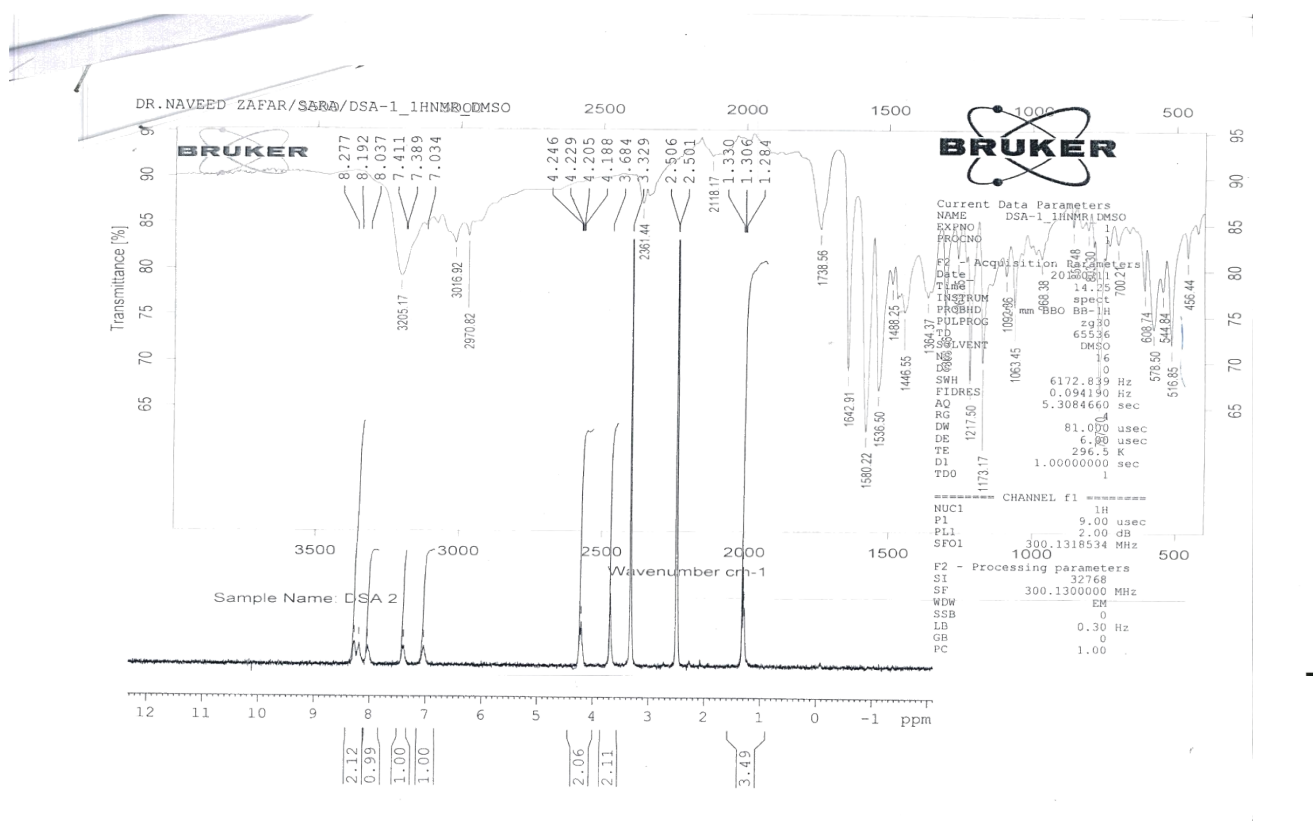 DR.NAVEED ZAFAR/SARA/DSA-1_1HNMR_DMSO
2500
2000
1500
1000
500
BRUKER
BRUKER
8.277
8.192
8.037
7.411
7.389
7.034
4.246
4.229
4.205
4.188
3.684
3.329
2.506
2.501
1.330
1.306
1.284
95
90
85
80
75
70
65
Transmittance [%]
95
90
85
80
75
70
65
3205.17
3016.92
2970.82
2361.44
2118.17
1738.56
1642.91
1580.22
1536.50
1488.25
1446.55
1364.37
1217.50
1173.17
1063.45
700.21
608.74
578.50
544.84
516.85
456.44
Current Data Parameters
NAME DSA-1_1HNMR_DMSO
EXPNO 1
PROCNO
F2 - Acquisition Parameters
Date_
Time 14.25
INSTRUM spect
PROBHD mm BBO BB-1H
PULPROG zg30
TD 65536
SOLVENT DMSO
NS 16
DS 0
SWH 6172.839 Hz
FIDRES 0.094190 Hz
AQ 5.3084660 sec
RG 4
DW 81.000 usec
DE 6.00 usec
TE 296.5 K
D1 1.00000000 sec
TD0 1
======== CHANNEL f1 ========
NUC1 1H
P1 9.00 usec
PL1 2.00 dB
SFO1 300.1318534 MHz
F2 - Processing parameters
SI 32768
SF 300.1300000 MHz
WDW EM
SSB 0
LB 0.30 Hz
GB 0
PC 1.00
3500
3000
2500
2000
1500
1000
500
Wavenumber cm-1
Sample Name: DSA 2
12 11 10 9 8 7 6 5 4 3 2 1 0 -1 ppm
2.12
0.99
1.00
1.00
2.06
2.11
3.49